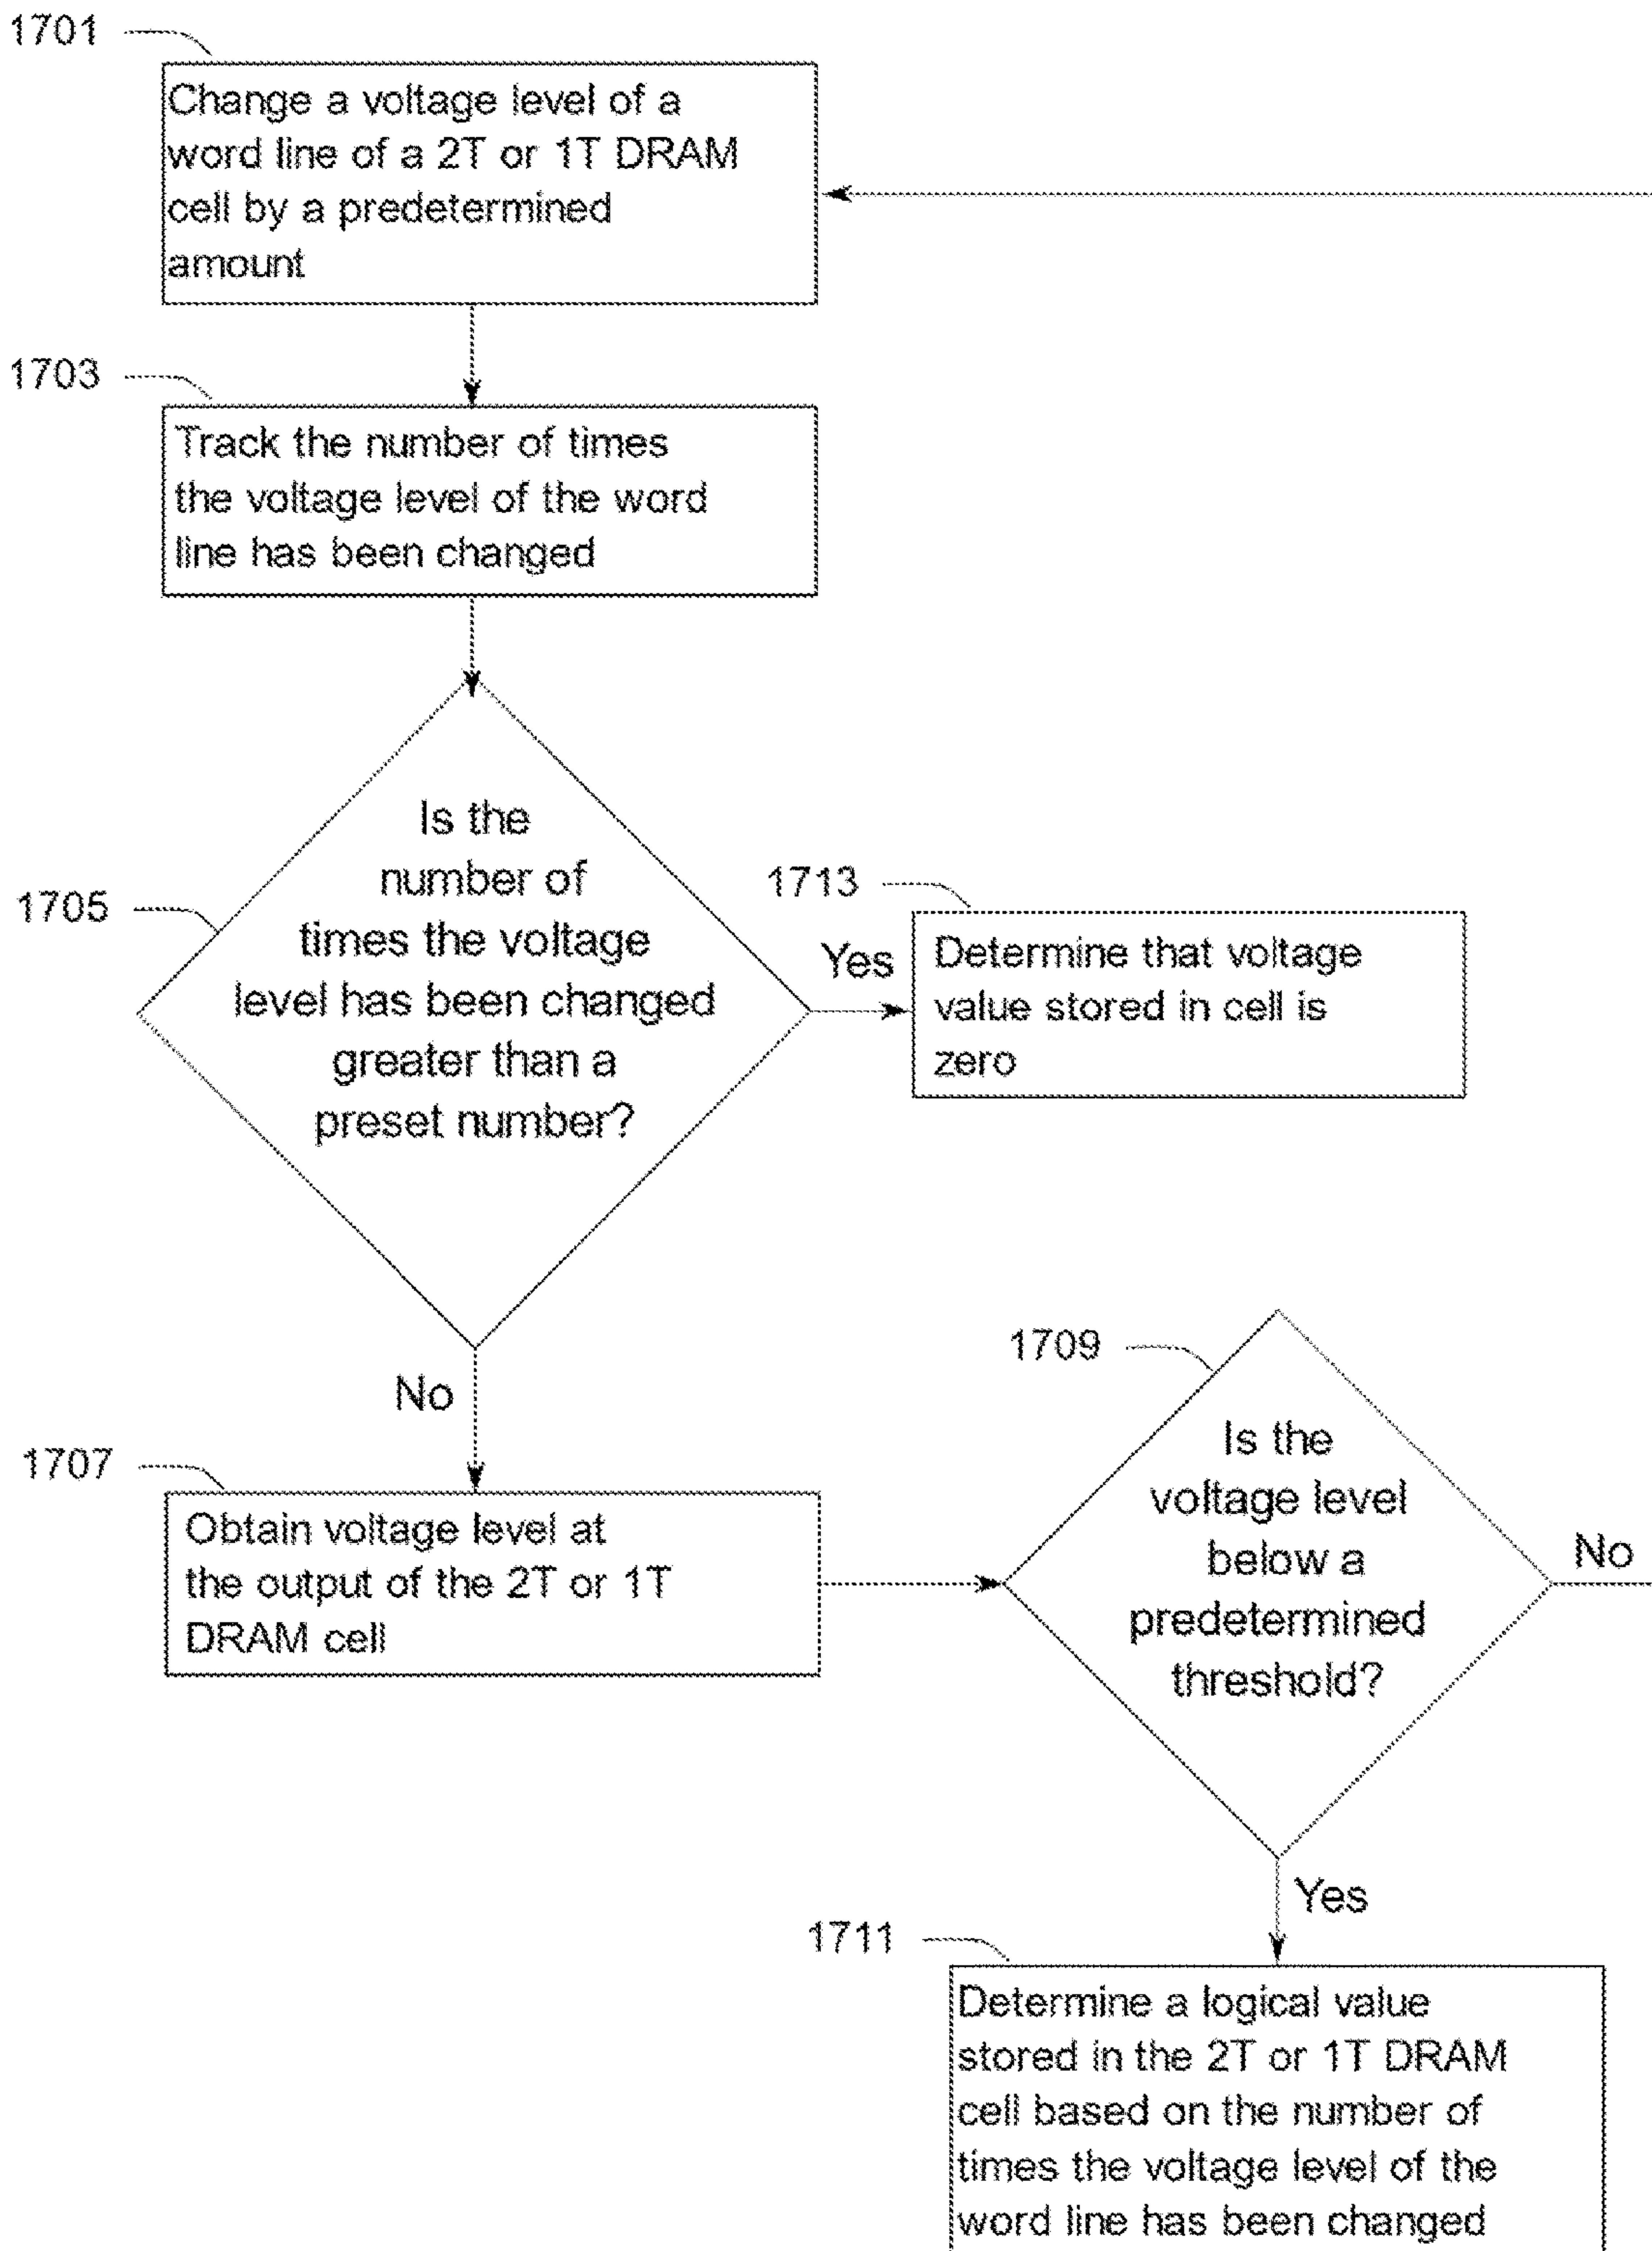 1701
Change a voltage level of a
word line of a 2T or 1T DRAM
cell by a predetermined
amount
1703
Track the number of times
the voltage level of the word
line has been changed
1705
Is the
number of
times the voltage
level has been changed
greater than a
preset number?
Yes
1713
Determine that voltage
value stored in cell is
zero
No
1707
Obtain voltage level at
the output of the 2T or 1T
DRAM cell
1709
Is the
voltage level
below a
predetermined
threshold?
No
Yes
1711
Determine a logical value
stored in the 2T or 1T DRAM
cell based on the number of
times the voltage level of the
word line has been changed